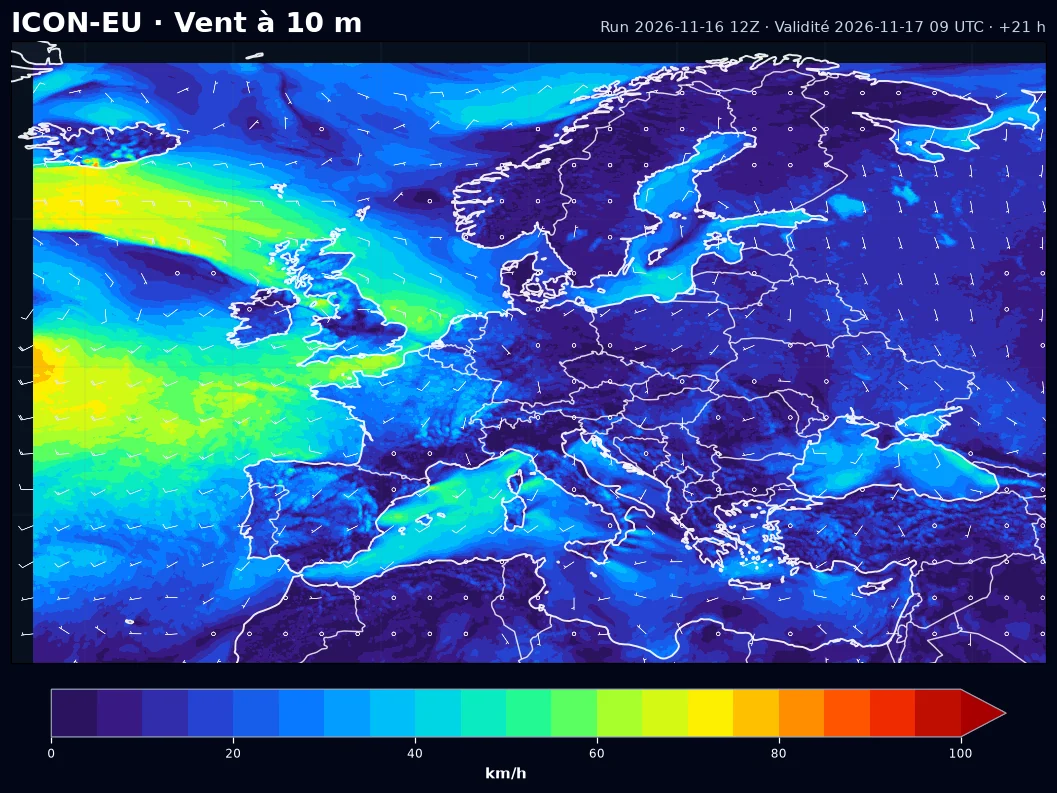 ICON-EU · Vent à 10 m
Run 2026-11-16 12Z · Validité 2026-11-17 09 UTC · +21 h
0 20 40 60 80 100
km/h